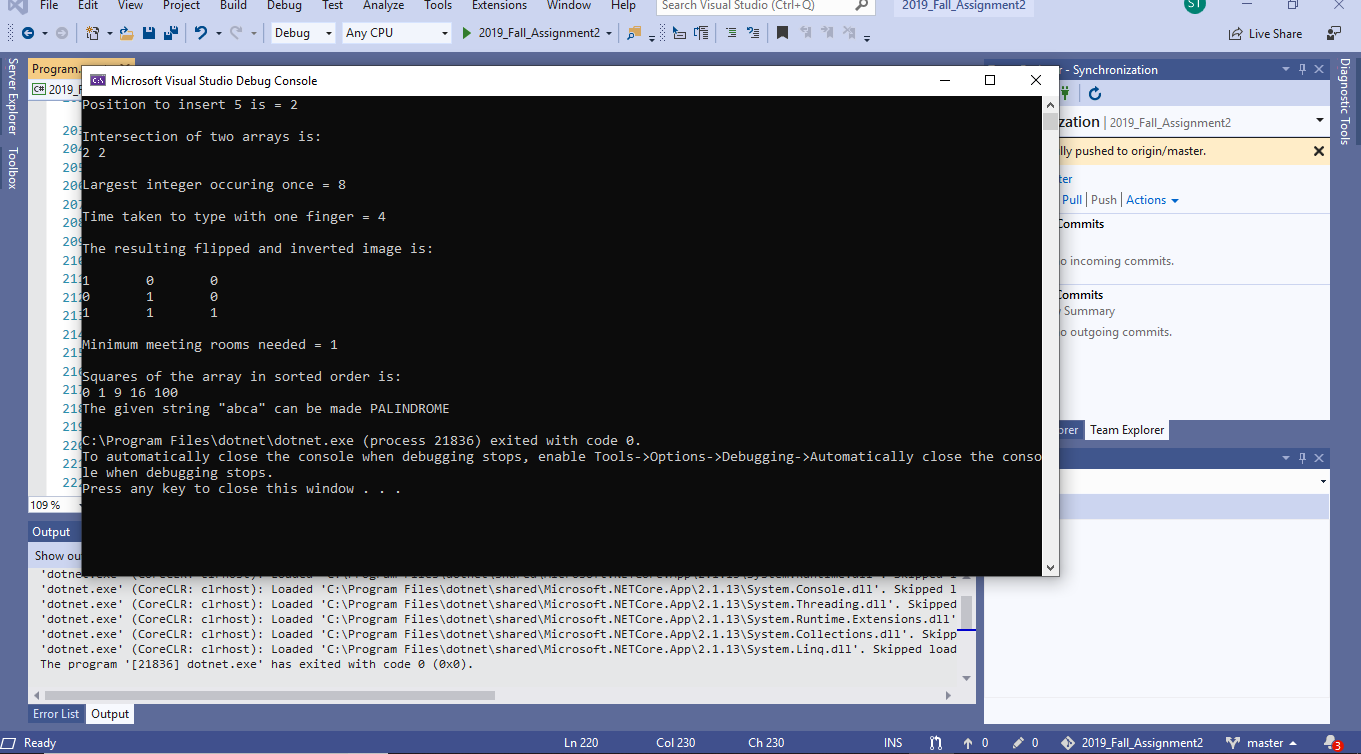 File Edit View Project Build Debug Test Analyze Tools Extensions Window Help Search Visual Studio (Ctrl+Q) 2019_Fall_Assignment2 ST
Debug Any CPU 2019_Fall_Assignment2 Live Share
Server Explorer
Toolbox
Program.
C# 2019_F
203
204
205
206
207
208
209
210
211
212
213
214
215
216
217
218
219
220
221
222
109 %
Microsoft Visual Studio Debug Console
Position to insert 5 is = 2
Intersection of two arrays is:
2 2
Largest integer occuring once = 8
Time taken to type with one finger = 4
The resulting flipped and inverted image is:
1 0 0
0 1 0
1 1 1
Minimum meeting rooms needed = 1
Squares of the array in sorted order is:
0 1 9 16 100
The given string "abca" can be made PALINDROME
C:\Program Files\dotnet\dotnet.exe (process 21836) exited with code 0.
To automatically close the console when debugging stops, enable Tools->Options->Debugging->Automatically close the conso
le when debugging stops.
Press any key to close this window . . .
- Synchronization
zation | 2019_Fall_Assignment2
lly pushed to origin/master.
ter
Pull | Push | Actions
Commits
o incoming commits.
Commits
Summary
o outgoing commits.
orer Team Explorer
Diagnostic Tools
Output
Show ou
'dotnet.exe' (CoreCLR: clrhost): Loaded 'C:\Program Files\dotnet\shared\Microsoft.NETCore.App\2.1.13\System.Runtime.dll'. Skipped l
'dotnet.exe' (CoreCLR: clrhost): Loaded 'C:\Program Files\dotnet\shared\Microsoft.NETCore.App\2.1.13\System.Console.dll'. Skipped l
'dotnet.exe' (CoreCLR: clrhost): Loaded 'C:\Program Files\dotnet\shared\Microsoft.NETCore.App\2.1.13\System.Threading.dll'. Skipped
'dotnet.exe' (CoreCLR: clrhost): Loaded 'C:\Program Files\dotnet\shared\Microsoft.NETCore.App\2.1.13\System.Runtime.Extensions.dll'
'dotnet.exe' (CoreCLR: clrhost): Loaded 'C:\Program Files\dotnet\shared\Microsoft.NETCore.App\2.1.13\System.Collections.dll'. Skipp
'dotnet.exe' (CoreCLR: clrhost): Loaded 'C:\Program Files\dotnet\shared\Microsoft.NETCore.App\2.1.13\System.Linq.dll'. Skipped load
The program '[21836] dotnet.exe' has exited with code 0 (0x0).
Error List Output
Ready Ln 220 Col 230 Ch 230 INS 0 0 2019_Fall_Assignment2 master 3